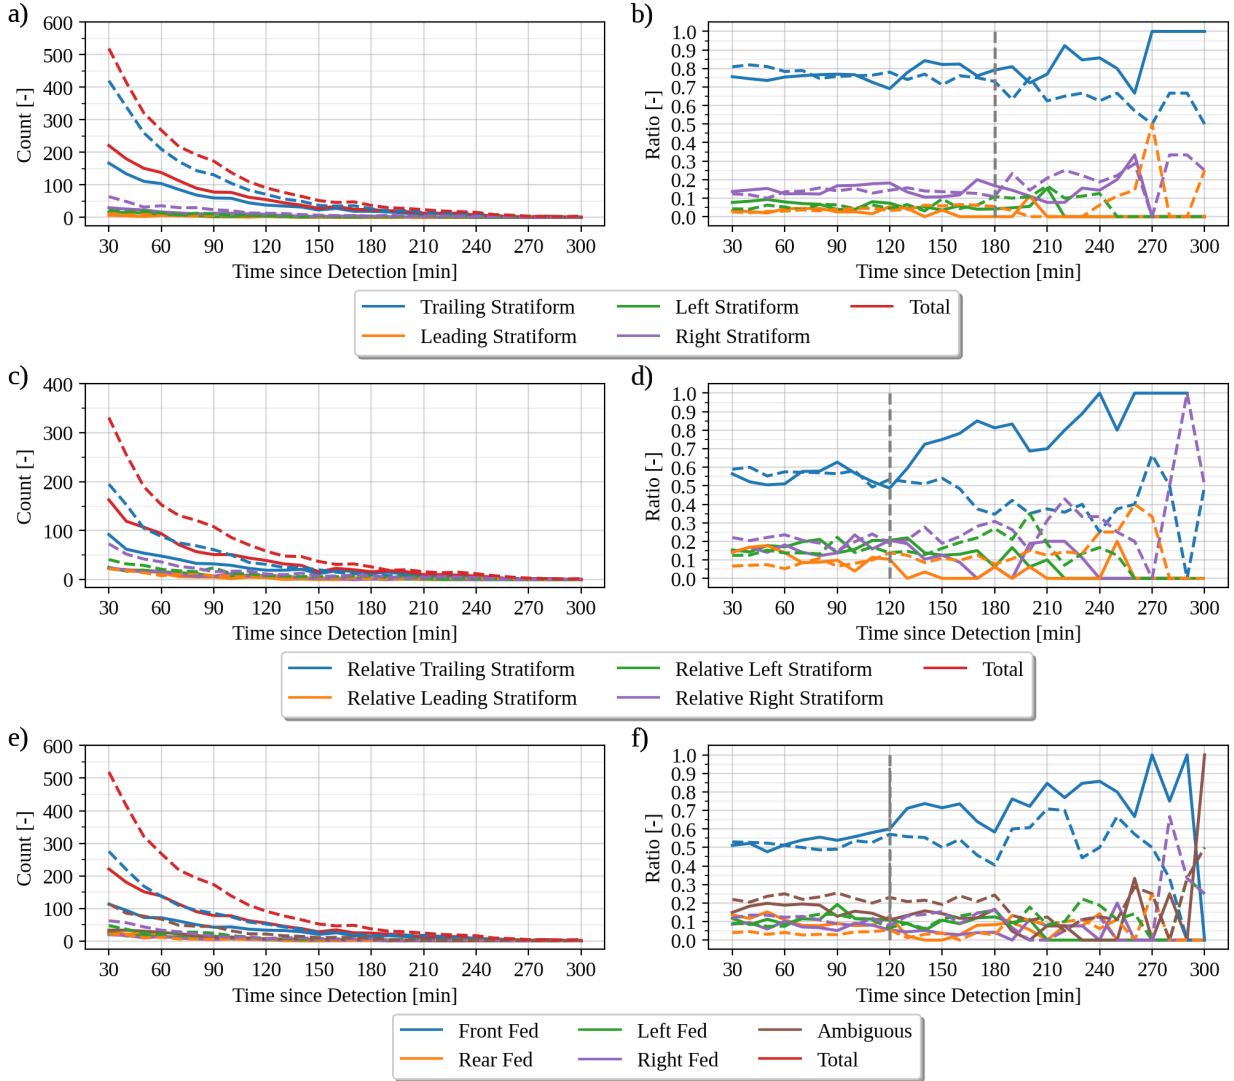 a)
600
500
400
300
200
100
0
Count [-]
30 60 90 120 150 180 210 240 270 300
Time since Detection [min]
b)
1.0
0.9
0.8
0.7
0.6
0.5
0.4
0.3
0.2
0.1
0.0
Ratio [-]
30 60 90 120 150 180 210 240 270 300
Time since Detection [min]
Trailing Stratiform Left Stratiform Total
Leading Stratiform Right Stratiform
c)
400
300
200
100
0
Count [-]
30 60 90 120 150 180 210 240 270 300
Time since Detection [min]
d)
1.0
0.9
0.8
0.7
0.6
0.5
0.4
0.3
0.2
0.1
0.0
Ratio [-]
30 60 90 120 150 180 210 240 270 300
Time since Detection [min]
Relative Trailing Stratiform Relative Left Stratiform Total
Relative Leading Stratiform Relative Right Stratiform
e)
600
500
400
300
200
100
0
Count [-]
30 60 90 120 150 180 210 240 270 300
Time since Detection [min]
f)
1.0
0.9
0.8
0.7
0.6
0.5
0.4
0.3
0.2
0.1
0.0
Ratio [-]
30 60 90 120 150 180 210 240 270 300
Time since Detection [min]
Front Fed Left Fed Ambiguous
Rear Fed Right Fed Total